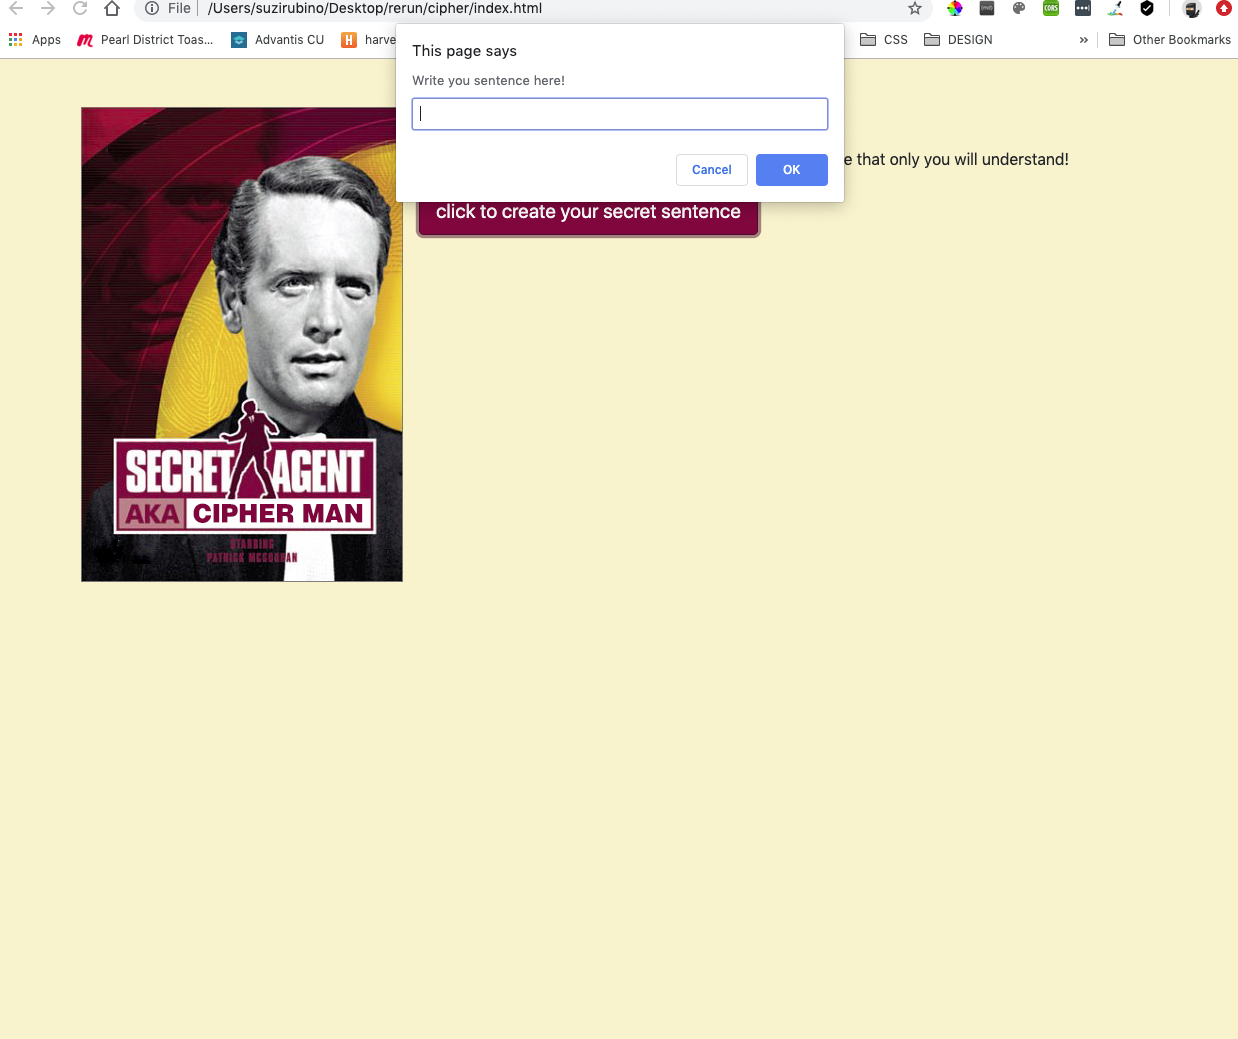 File /Users/suzirubino/Desktop/rerun/cipher/index.html
Apps Pearl District Toas... Advantis CU harve CSS DESIGN » Other Bookmarks
This page says
Write you sentence here!
Cancel OK
e that only you will understand!
click to create your secret sentence
SECRET AGENT
AKA CIPHER MAN
STARRING
PATRICK MCGOOHAN
CORS